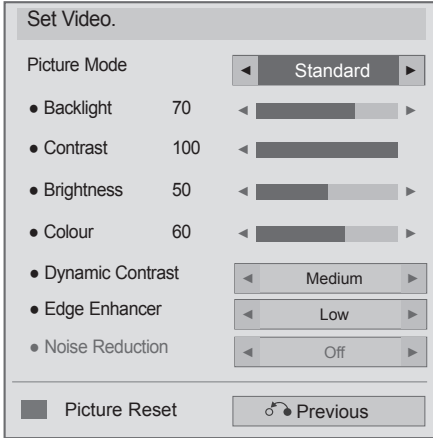 Set Video.
Picture Mode ◄ Standard ►
● Backlight 70 ◄ ►
● Contrast 100 ◄
● Brightness 50 ◄ ►
● Colour 60 ◄ ►
● Dynamic Contrast ◄ Medium ►
● Edge Enhancer ◄ Low ►
● Noise Reduction ◄ Off ►
Picture Reset Previous